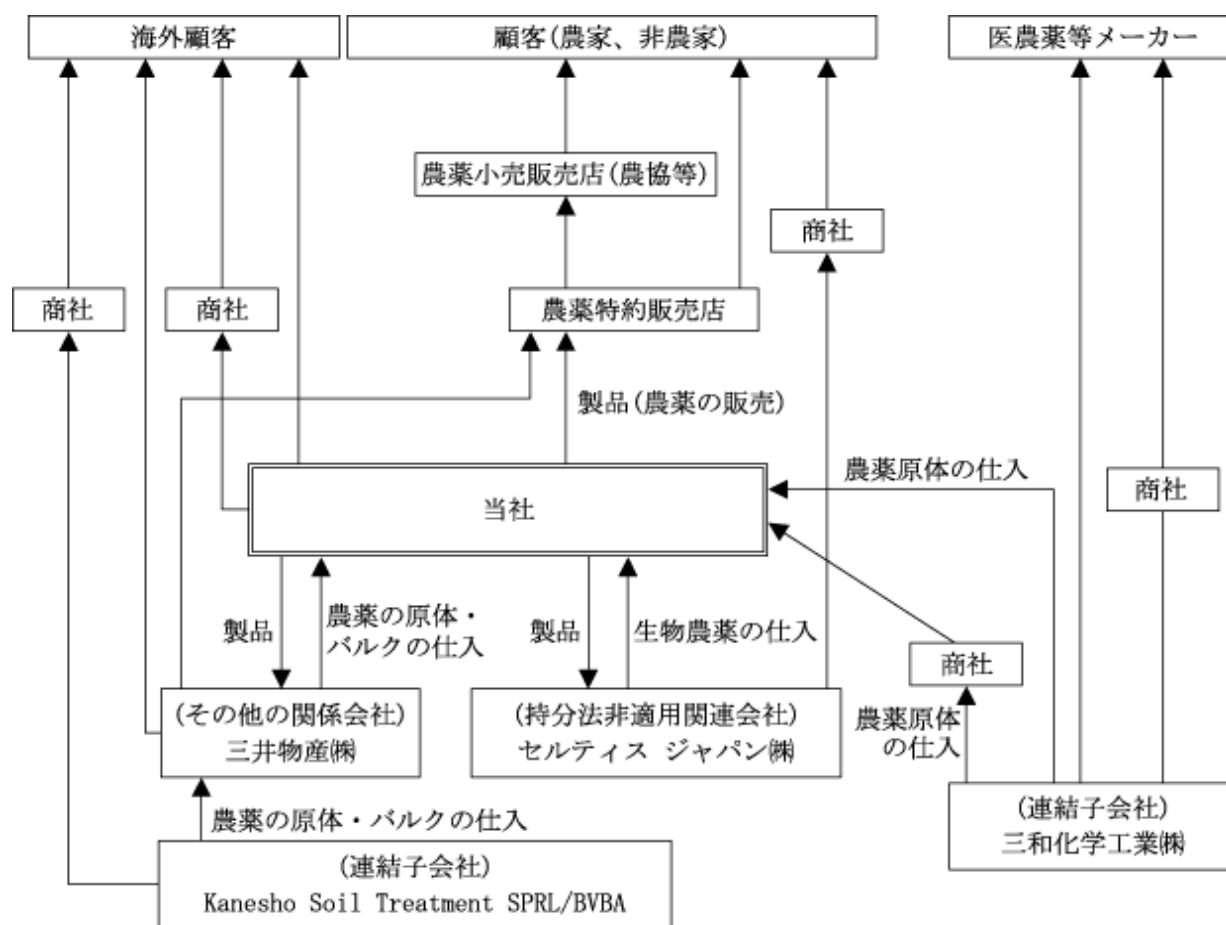 海外顧客
顧客(農家、非農家)
医農薬等メーカー
農薬小売販売店(農協等)
商社
商社
商社
農薬特約販売店
製品(農薬の販売)
農薬原体の仕入
商社
当社
製品
農薬の原体・
バルクの仕入
製品
生物農薬の仕入
商社
(その他の関係会社)
三井物産㈱
(持分法非適用関連会社)
セルティス ジャパン㈱
農薬原体
の仕入
農薬の原体・バルクの仕入
(連結子会社)
三和化学工業㈱
(連結子会社)
Kanesho Soil Treatment SPRL/BVBA